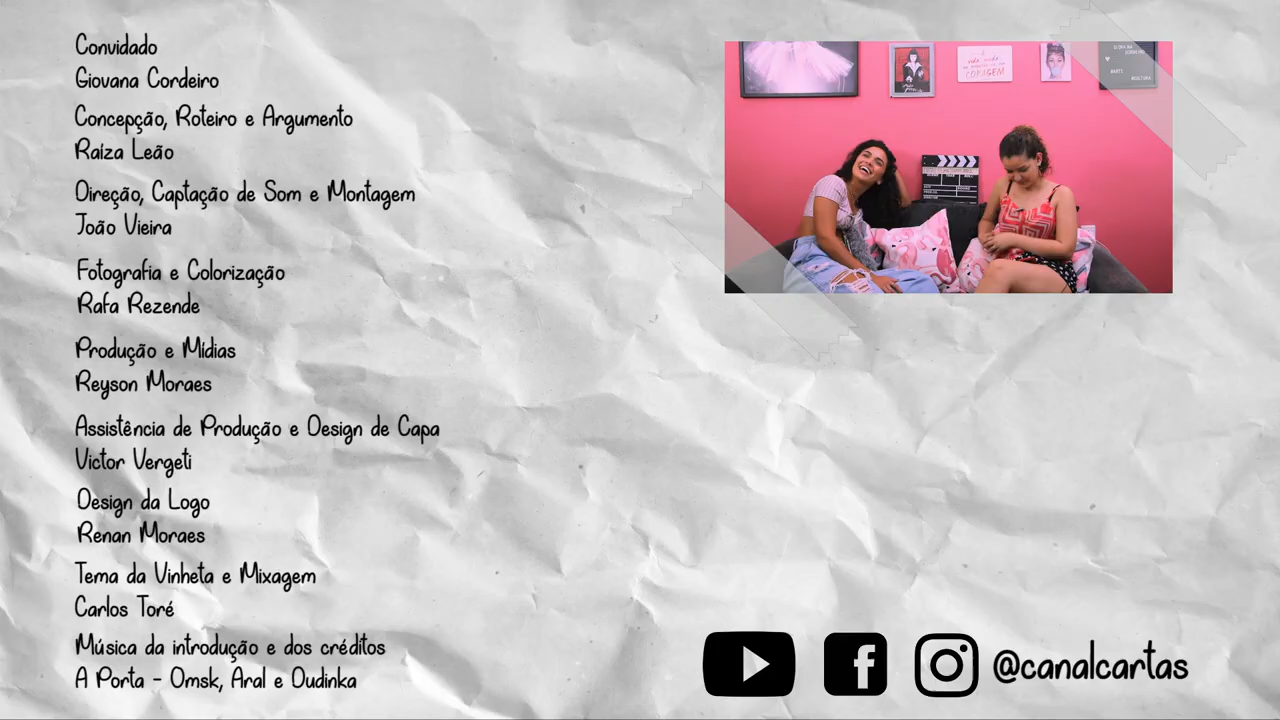 Convidado
Giovana Cordeiro
Concepção, Roteiro e Argumento
Raíza Leão
Direção, Captação de Som e Montagem
João Vieira
Fotografia e Colorização
Rafa Rezende
Produção e Mídias
Reyson Moraes
Assistência de Produção e Design de Capa
Victor Vergeti
Design da Logo
Renan Moraes
Tema da Vinheta e Mixagem
Carlos Toré
Música da introdução e dos créditos
A Porta - Omsk, Aral e Oudinka
CORAGEM
@canalcartas